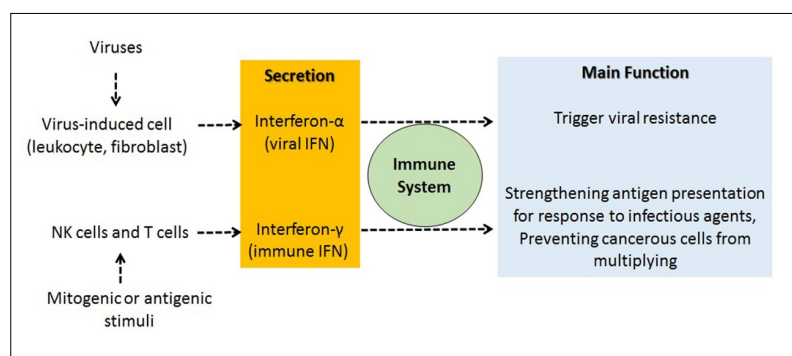 Viruses
Virus-induced cell
(leukocyte, fibroblast)
NK cells and T cells
Mitogenic or antigenic
stimuli
Secretion
Interferon-α
(viral IFN)
Interferon-γ
(immune IFN)
Immune
System
Main Function
Trigger viral resistance
Strengthening antigen presentation
for response to infectious agents,
Preventing cancerous cells from
multiplying